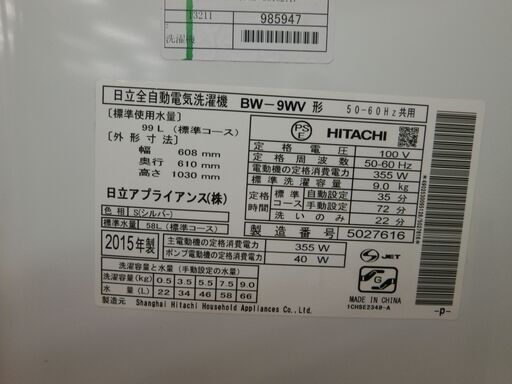 13211
985947
洗濯機
日立全自動電気洗濯機 BW-9WV 形 50-60Hz共用
〔標準使用水量〕
99L (標準コース)
〔外形寸法〕
幅 608 mm
奥行 610 mm
高さ 1030 mm
日立アプライアンス(株)
PS
E
HITACHI
定格電圧 100 V
定格周波数 50-60 Hz
電動機の定格消費電力 355 W
標準洗濯容量 9.0 kg
定格時間 標準コース 自動設定 35 分
手動設定 72 分
洗いのみ 22 分
製造番号 5027616
色相 S(シルバー)
標準水量 58L (標準コース)
2015年製
主電動機の定格消費電力 355 W
ポンプ電動機の定格消費電力 40 W
洗濯容量と水量 (手動設定の水量)
洗濯容量(kg) 0.5 3.5 5.5 7.5 9.0
水量(L) 22 34 46 58 66
製造元 Shanghai Hitachi Household Appliances Co.,Ltd.
S JET
1CHSE2348-A
-p-